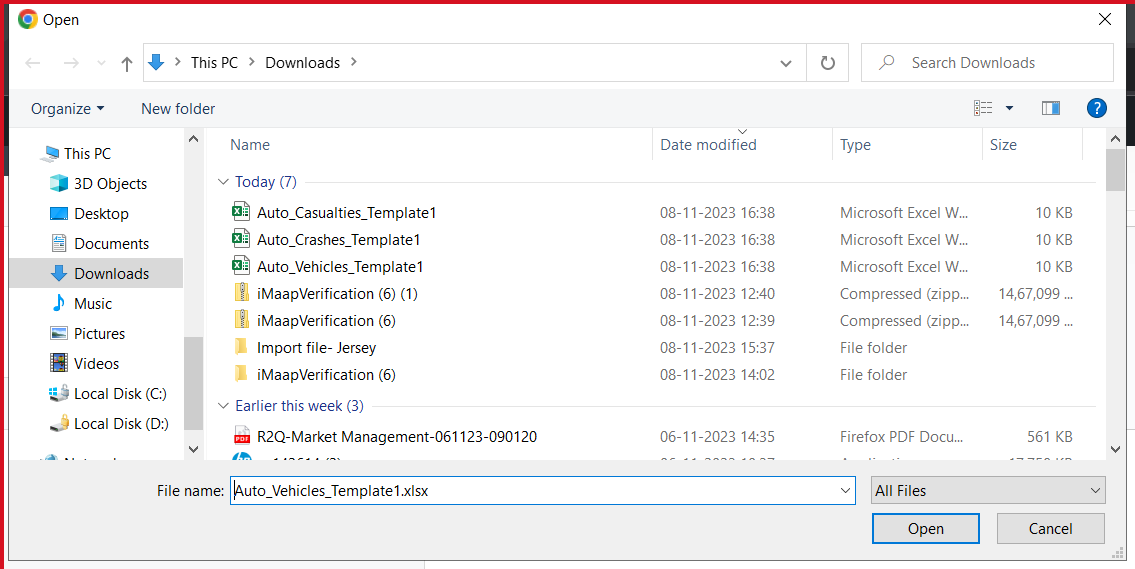 Open
This PC > Downloads >
Search Downloads
Organize
New folder
?
Name Date modified Type Size
This PC
3D Objects
Desktop
Documents
Downloads
Music
Pictures
Videos
Local Disk (C:)
Local Disk (D:)
Today (7)
Auto_Casualties_Template1 08-11-2023 16:38 Microsoft Excel W... 10 KB
Auto_Crashes_Template1 08-11-2023 16:38 Microsoft Excel W... 10 KB
Auto_Vehicles_Template1 08-11-2023 16:38 Microsoft Excel W... 10 KB
iMaapVerification (6) (1) 08-11-2023 12:40 Compressed (zipp... 14,67,099 ...
iMaapVerification (6) 08-11-2023 12:39 Compressed (zipp... 14,67,099 ...
Import file- Jersey 08-11-2023 15:37 File folder
iMaapVerification (6) 08-11-2023 14:02 File folder
Earlier this week (3)
PDF R2Q-Market Management-061123-090120 06-11-2023 14:35 Firefox PDF Docu... 561 KB
File name: Auto_Vehicles_Template1.xlsx
All Files
Open
Cancel